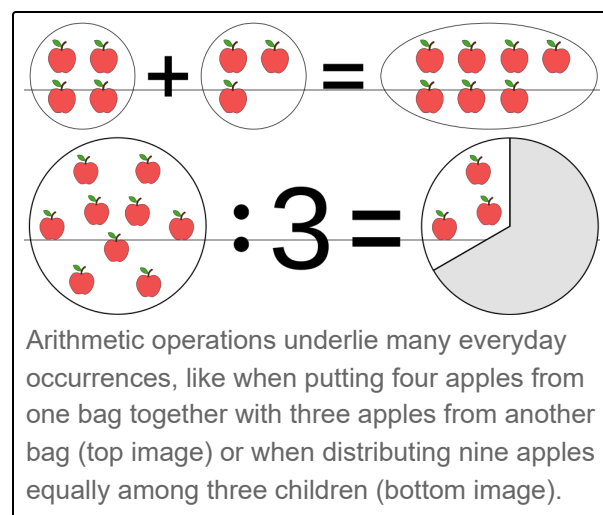 + =
: 3 =
Arithmetic operations underlie many everyday
occurrences, like when putting four apples from
one bag together with three apples from another
bag (top image) or when distributing nine apples
equally among three children (bottom image).